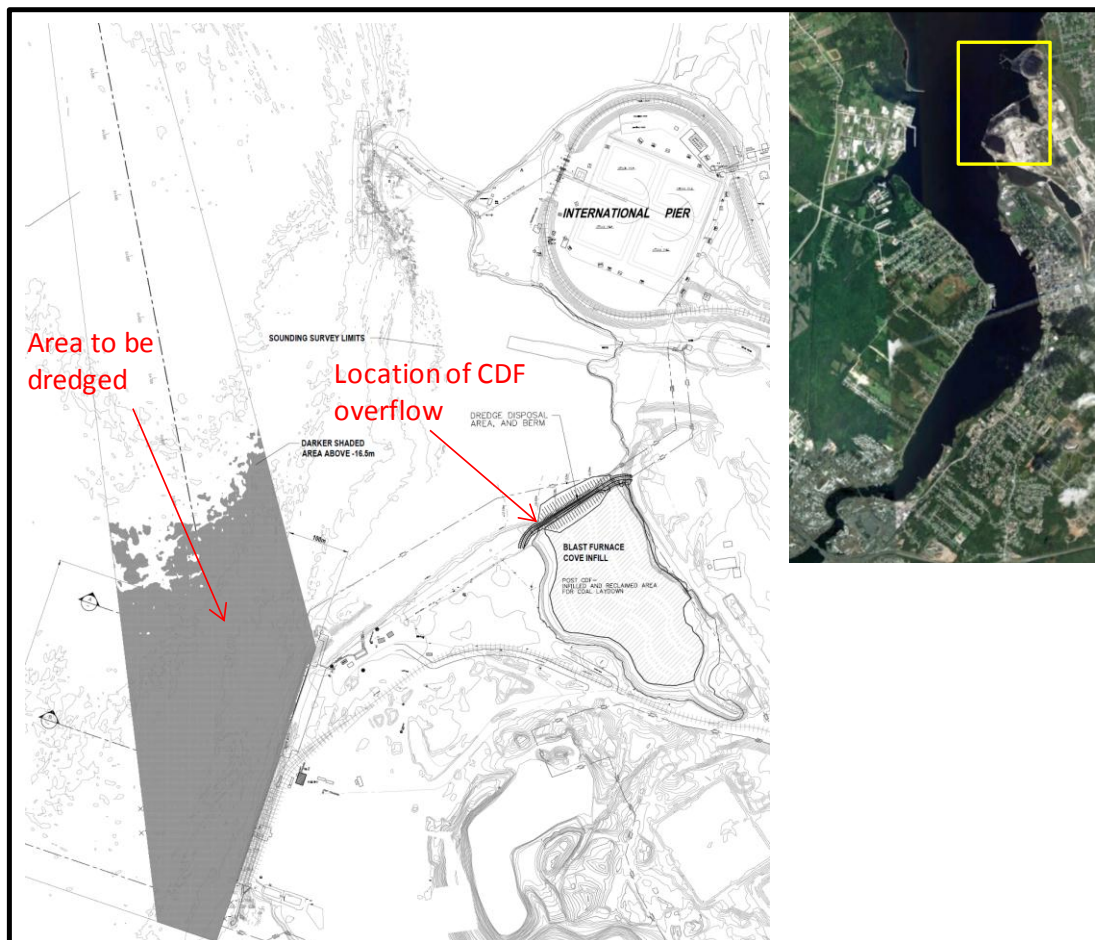 INTERNATIONAL PIER
SOUNDING SURVEY LIMITS
Area to be
dredged
Location of CDF
overflow
DREDGE DISPOSAL
AREA, AND BERM
DARKER SHADED
AREA ABOVE -16.5m
100m
BLAST FURNACE
COVE INFILL
POST CDF-
INFILLED AND RECLAIMED AREA
FOR COAL LAYDOWN